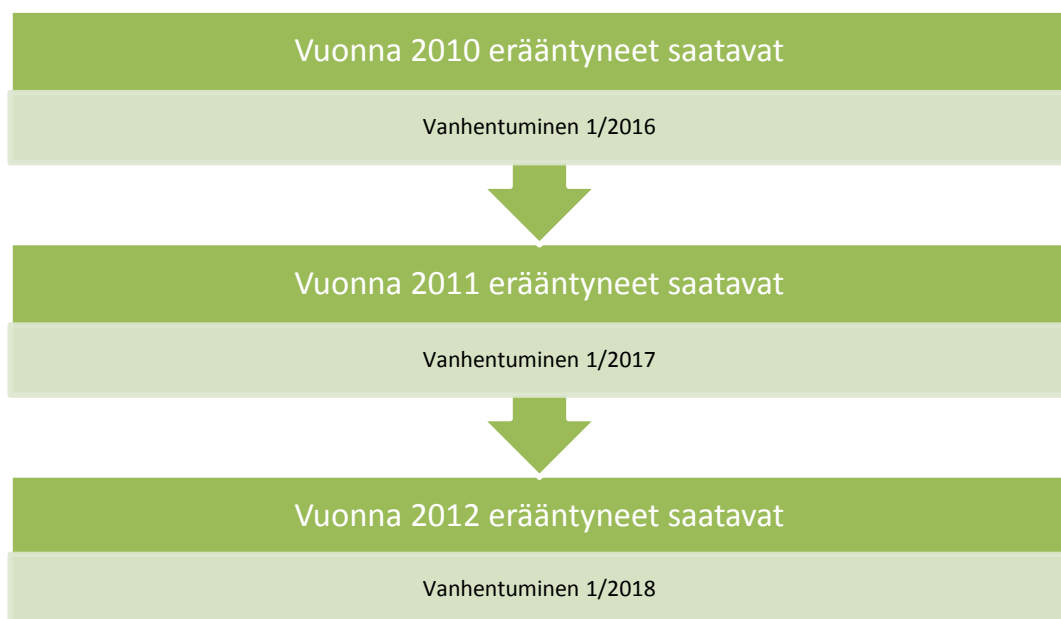 Vuonna 2010 erääntyneet saatavat
Vanhentuminen 1/2016
Vuonna 2011 erääntyneet saatavat
Vanhentuminen 1/2017
Vuonna 2012 erääntyneet saatavat
Vanhentuminen 1/2018